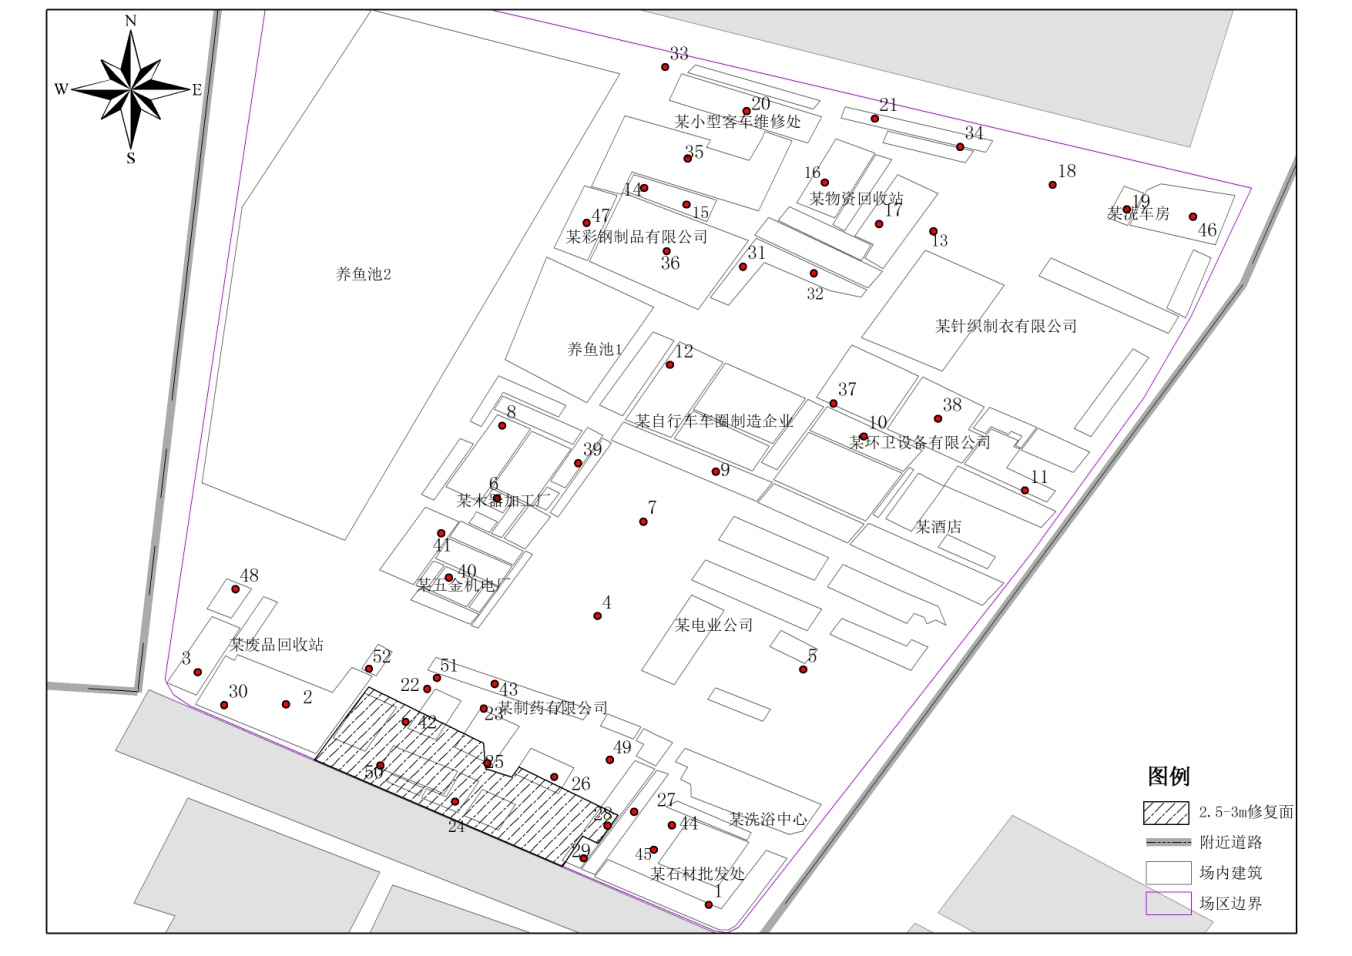 N
W
E
S
33
20
某小型客车维修处
21
34
35
16
18
14
15
某物资回收站
17
19
某洗车房
46
47
某彩钢制品有限公司
13
36
31
32
养鱼池2
某针织制衣有限公司
养鱼池1
12
37
38
8
某自行车车圈制造企业
10
某环卫设备有限公司
39
9
11
6
某木器加工厂
7
某酒店
41
40
某五金机电厂
48
4
某电业公司
某废品回收站
5
3
52
51
22
43
30
2
42
23
某制药有限公司
49
50
25
26
24
28
27
44
某洗浴中心
29
45
某石材批发处
1
图例
2.5-3m修复面
附近道路
场内建筑
场区边界